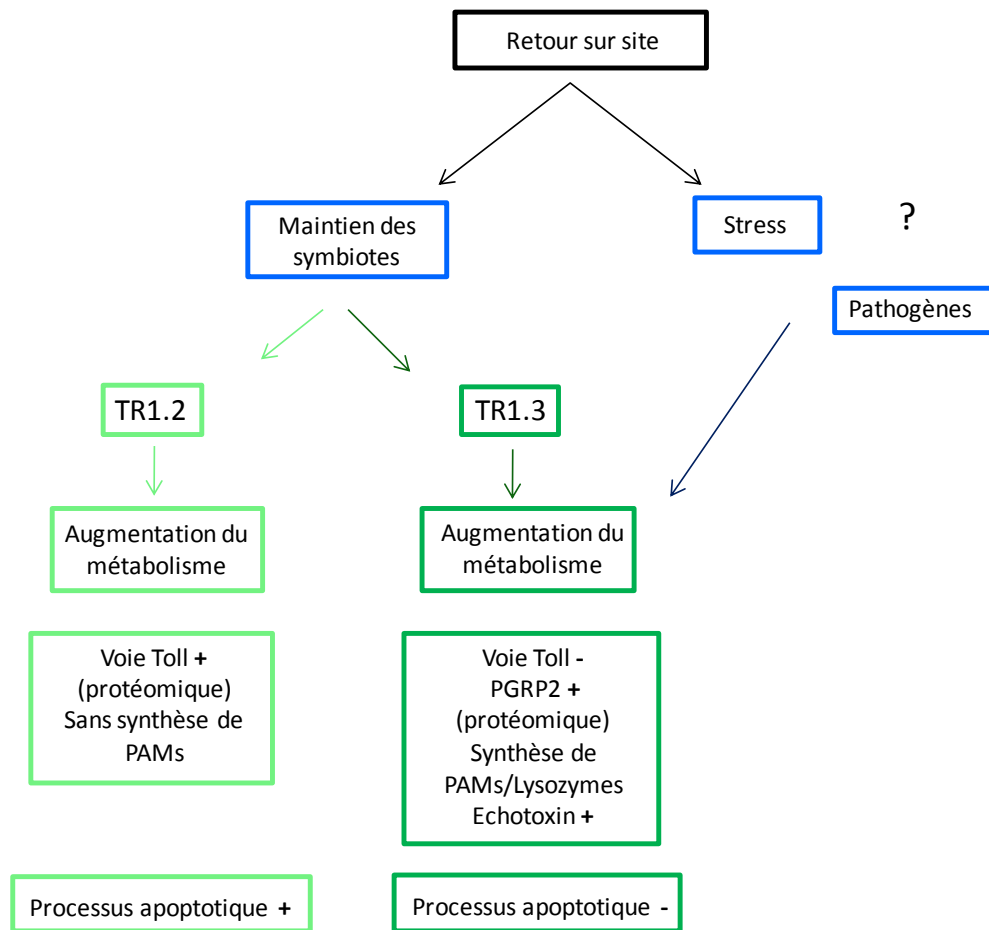 Retour sur site
Maintien des
symbiotes
Stress
?
Pathogènes
TR1.2
TR1.3
Augmentation du
métabolisme
Augmentation du
métabolisme
Voie Toll +
(protéomique)
Sans synthèse de
PAMs
Voie Toll -
PGRP2 +
(protéomique)
Synthèse de
PAMs/Lysozymes
Echotoxin +
Processus apoptotique +
Processus apoptotique -